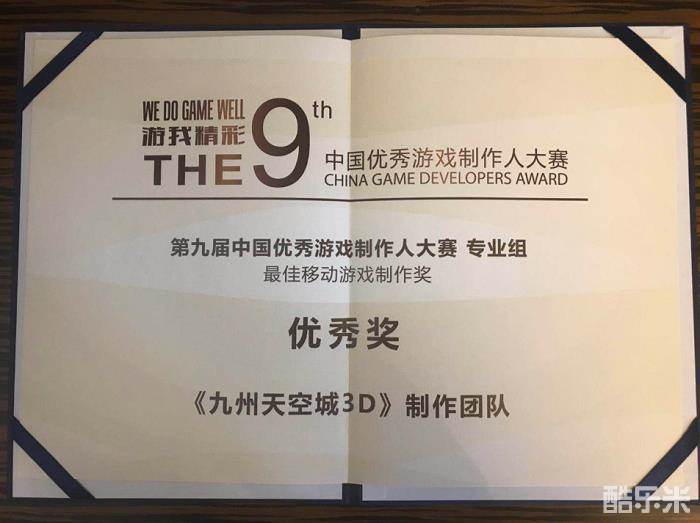 WE DO GAME WELL
游我精彩
THE 9th
中国优秀游戏制作人大赛
CHINA GAME DEVELOPERS AWARD
第九届中国优秀游戏制作人大赛 专业组
最佳移动游戏制作奖
优秀奖
《九州天空城3D》制作团队
酷乐米